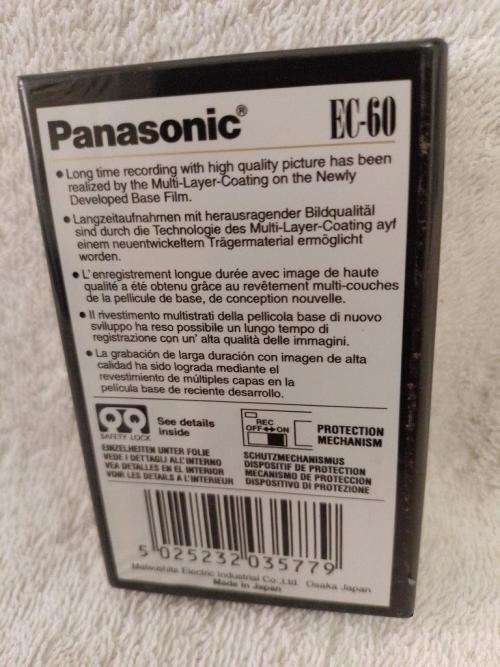 Panasonic® EC-60
• Long time recording with high quality picture has been
realized by the Multi-Layer-Coating on the Newly
Developed Base Film.
• Langzeitaufnahmen mit herausragender Bildqualitäl
sind durch die Technologie des Multi-Layer-Coating ayf
einem neuentwickeltem Trägermaterial ermöglicht
worden.
• L'enregistrement longue durée avec image de haute
qualité a été obtenu grâce au revêtement multi-couches
de la pellicule de base, de conception nouvelle.
• Il rivestimento multistrati della pellicola base di nuovo
sviluppo ha reso possibile un lungo tempo di
registrazione con un' alta qualità delle immagini.
• La grabación de larga duración con imagen de alta
calidad ha sido lograda mediante el
revestimiento de múltiples capas en la
película base de reciente desarrollo.
SAFETY LOCK
See details
inside
EINZELHEITEN UNTER FOLIE
VEDE I DETTAGLI ALL'INTERNO
VEA DETALLES EN EL INTERIOR
VOIR LES DETAILS A L'INTERIEUR
REC
OFF↔ON
PROTECTION
MECHANISM
SCHUTZMECHANISMUS
DISPOSITIF DE PROTECTION
MECANISMO DE PROTECCION
DISPOSITIVO DI PROTEZIONE
5 025232 035779
Matsushita Electric Industrial Co.,Ltd. Osaka Japan
Made in Japan